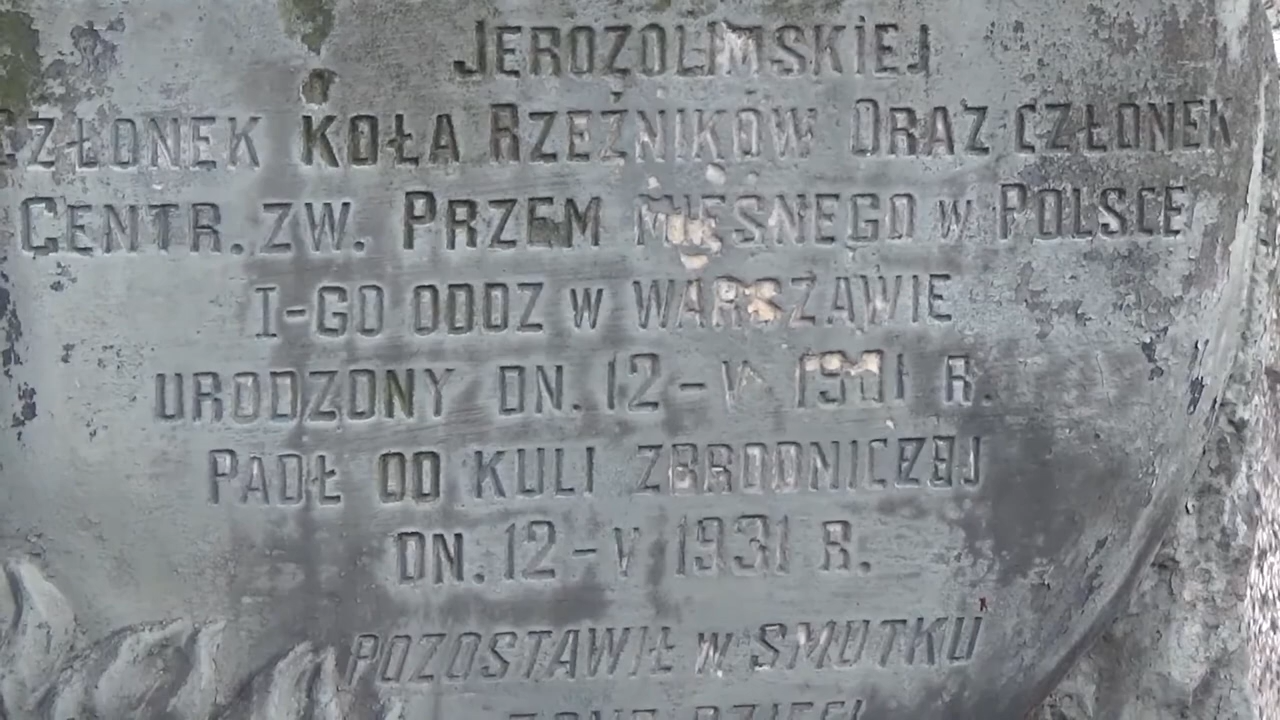 JEROZOLIMSKIEJ
CZŁONEK KOŁA RZEŹNIKÓW ORAZ CZŁONEK
CENTR. ZW. PRZEM MIĘSNEGO w POLSCE
I-GO ODDZ w WARSZAWIE
URODZONY DN. 12-V 1901 R.
PADŁ OD KULI ZBRODNICZEJ
DN. 12-V 1931 R.
POZOSTAWIŁ w SMUTKU